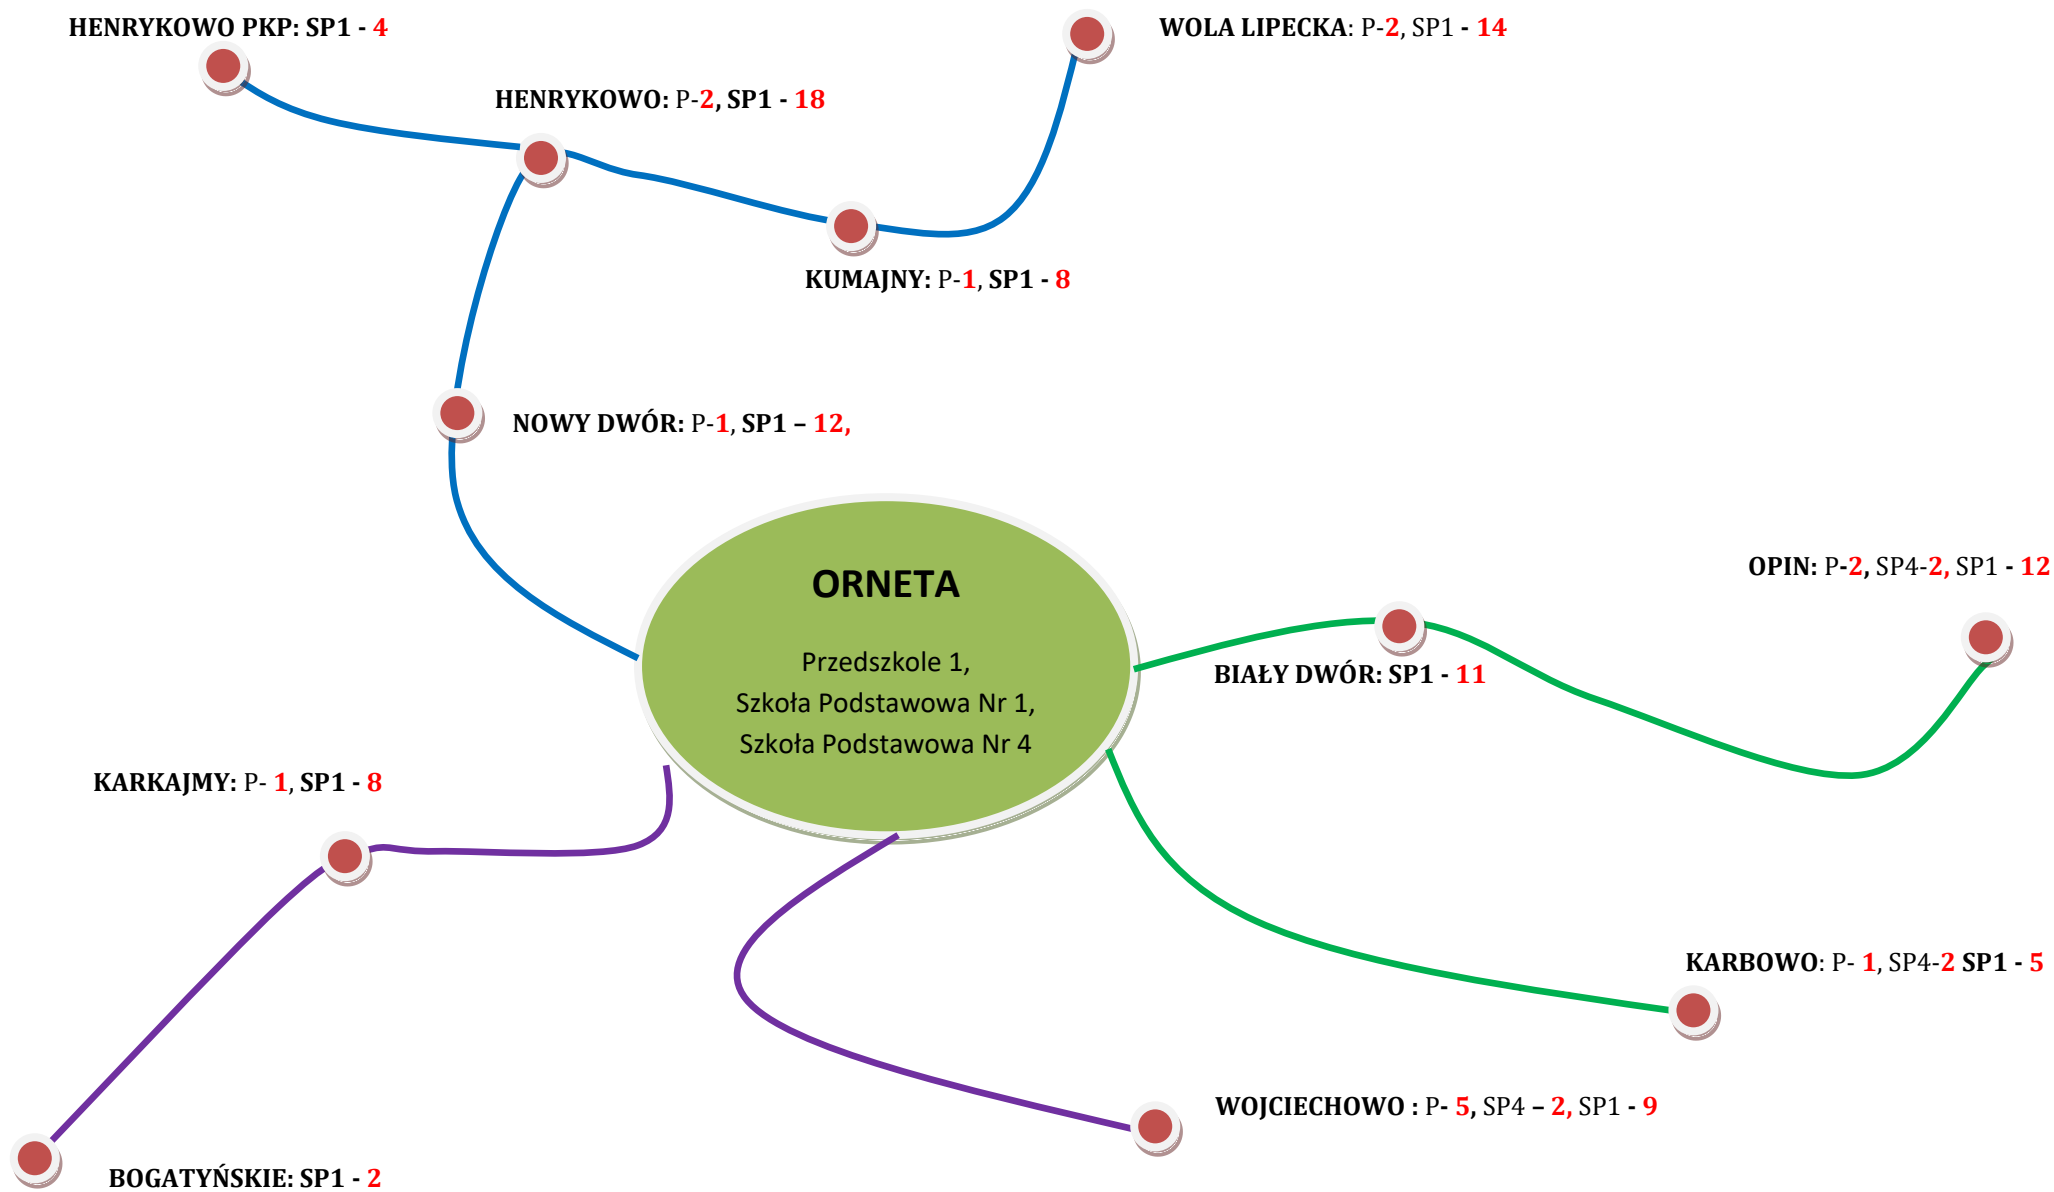 HENRYKOWO PKP: SP1 - 4
WOLA LIPECKA: P-2, SP1 - 14
HENRYKOWO: P-2, SP1 - 18
KUMAJNY: P-1, SP1 - 8
NOWY DWÓR: P-1, SP1 – 12,
ORNETA
Przedszkole 1,
Szkoła Podstawowa Nr 1,
Szkoła Podstawowa Nr 4
OPIN: P-2, SP4-2, SP1 - 12
BIAŁY DWÓR: SP1 - 11
KARKAJMY: P- 1, SP1 - 8
KARBOWO: P- 1, SP4-2 SP1 - 5
WOJCIECHOWO : P- 5, SP4 – 2, SP1 - 9
BOGATYŃSKIE: SP1 - 2